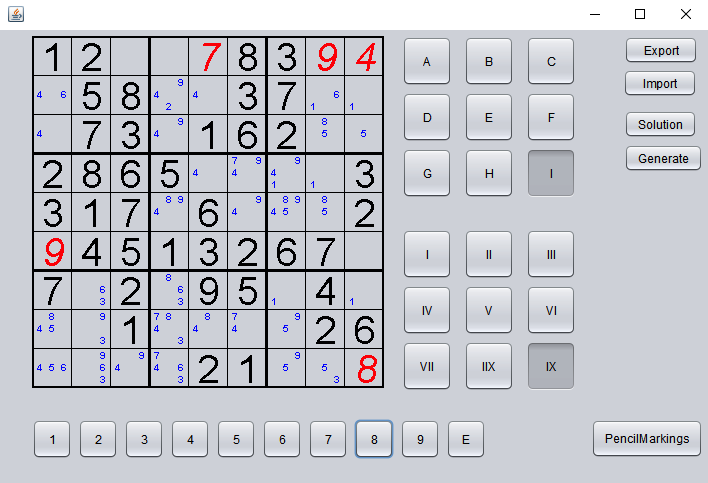 1 2 7 8 3 9 4
4 6 5 8 9 4 2 4 3 7 6 1 1
4 7 3 9 4 1 6 2 8 5 5
2 8 6 5 4 7 9 4 9 4 1 1 3
3 1 7 8 9 4 6 9 4 8 9 4 5 8 5 2
9 4 5 1 3 2 6 7
7 6 3 2 8 6 3 9 5 1 4 1
8 4 5 9 3 1 7 8 4 3 8 4 7 4 9 5 2 6
4 5 6 9 6 3 9 4 7 4 6 3 2 1 9 5 5 3 8
A B C
D E F
G H I
I II III
IV V VI
VII IIX IX
Export
Import
Solution
Generate
1 2 3 4 5 6 7 8 9 E
PencilMarkings